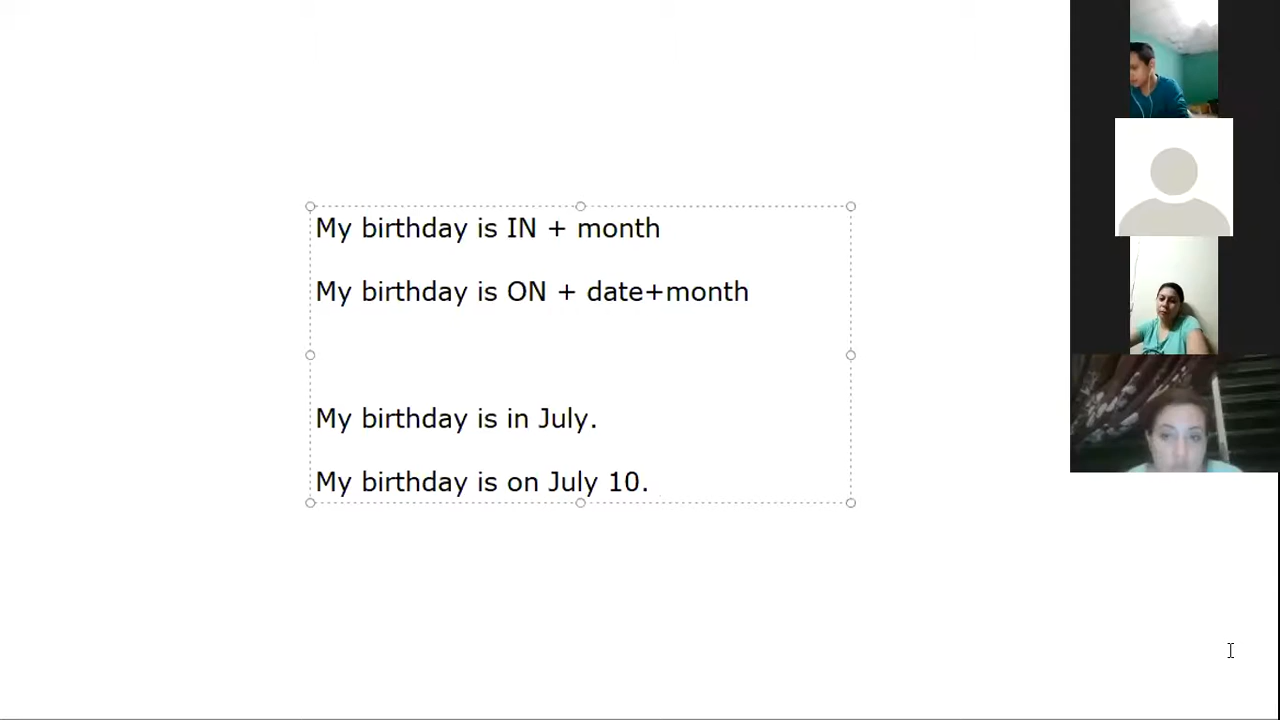 My birthday is IN + month
My birthday is ON + date+month
My birthday is in July.
My birthday is on July 10.